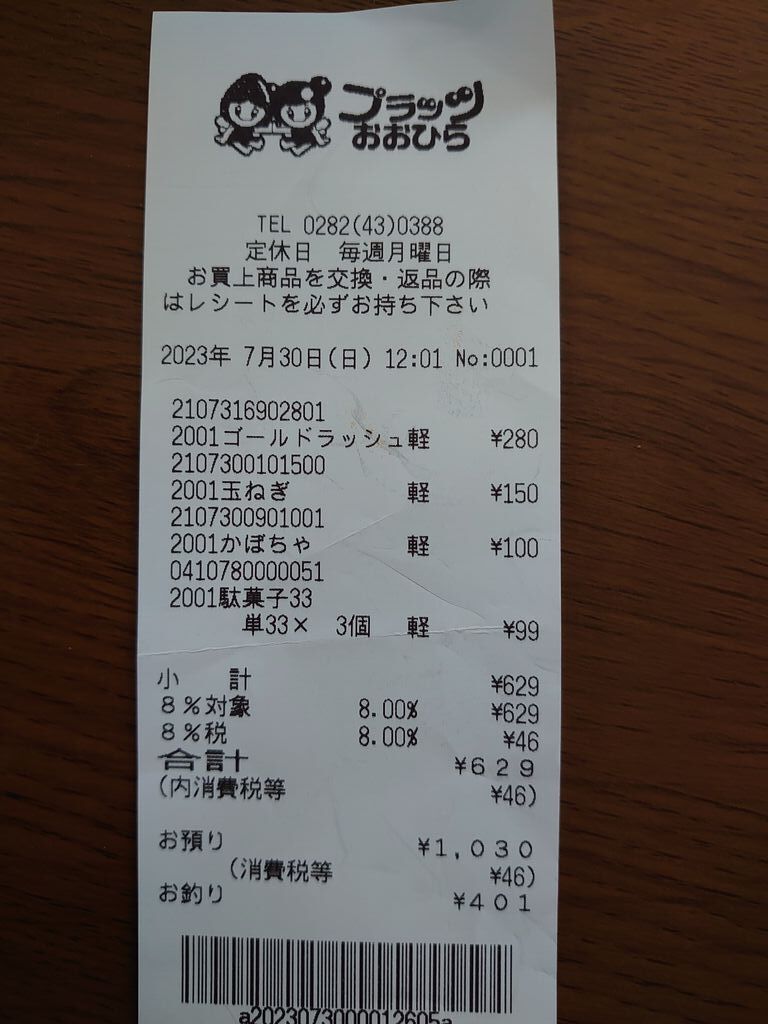 プラッツ
おおひら
TEL 0282(43)0388
定休日 毎週月曜日
お買上商品を交換・返品の際
はレシートを必ずお持ち下さい
2023年 7月30日(日) 12:01 No:0001
2107316902801
2001ゴールドラッシュ軽 ¥280
2107300101500
2001玉ねぎ 軽 ¥150
2107300901001
2001かぼちゃ 軽 ¥100
0410780000051
2001駄菓子33
単33× 3個 軽 ¥99
小 計 ¥629
8%対象 8.00% ¥629
8%税 8.00% ¥46
合計 ¥629
(内消費税等 ¥46)
お預り ¥1,030
(消費税等 ¥46)
お釣り ¥401
a2023073000012605a